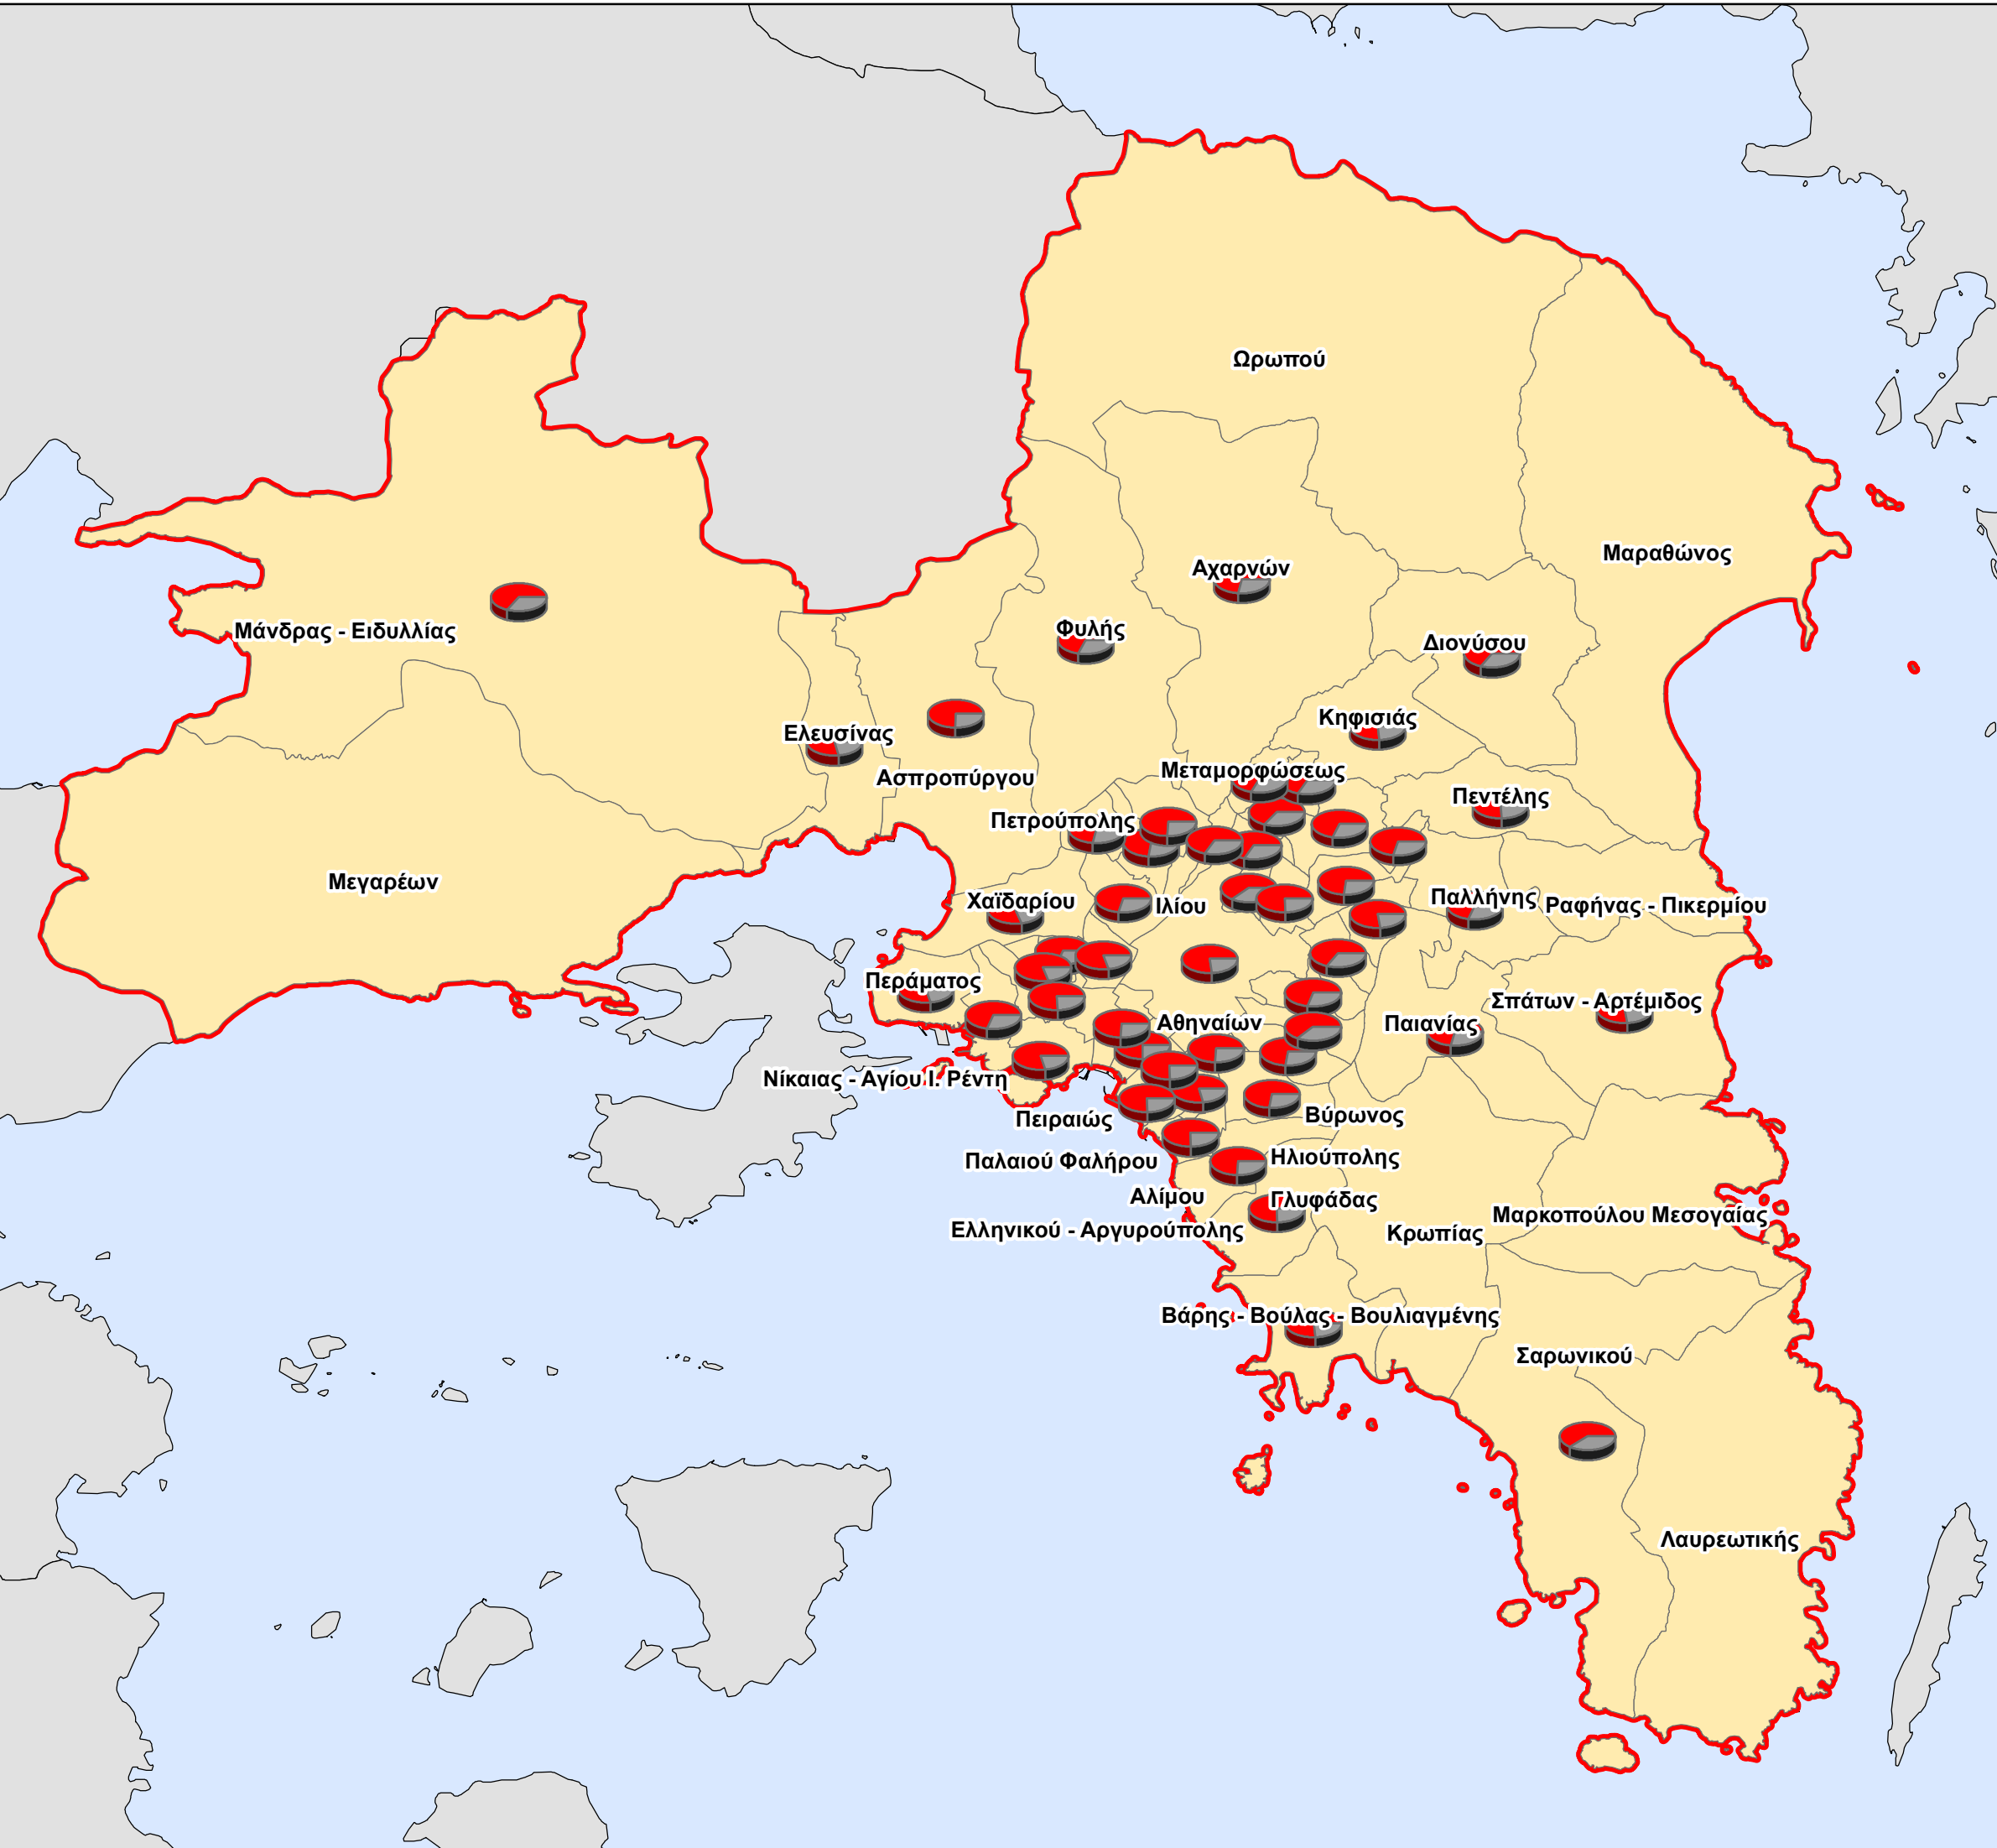 Ωρωπού
Μαραθώνος
Αχαρνών
Μάνδρας - Ειδυλλίας
Φυλής
Διονύσου
Κηφισιάς
Ελευσίνας
Μεταμορφώσεως
Ασπροπύργου
Πεντέλης
Πετρούπολης
Μεγαρέων
Χαϊδαρίου
Ιλίου
Παλλήνης
Ραφήνας - Πικερμίου
Περάματος
Σπάτων - Αρτέμιδος
Αθηναίων
Παιανίας
Νίκαιας - Αγίου Ι. Ρέντη
Πειραιώς
Βύρωνος
Παλαιού Φαλήρου
Ηλιούπολης
Αλίμου
Γλυφάδας
Ελληνικού - Αργυρούπολης
Κρωπίας
Μαρκοπούλου Μεσογαίας
Βάρης - Βούλας - Βουλιαγμένης
Σαρωνικού
Λαυρεωτικής